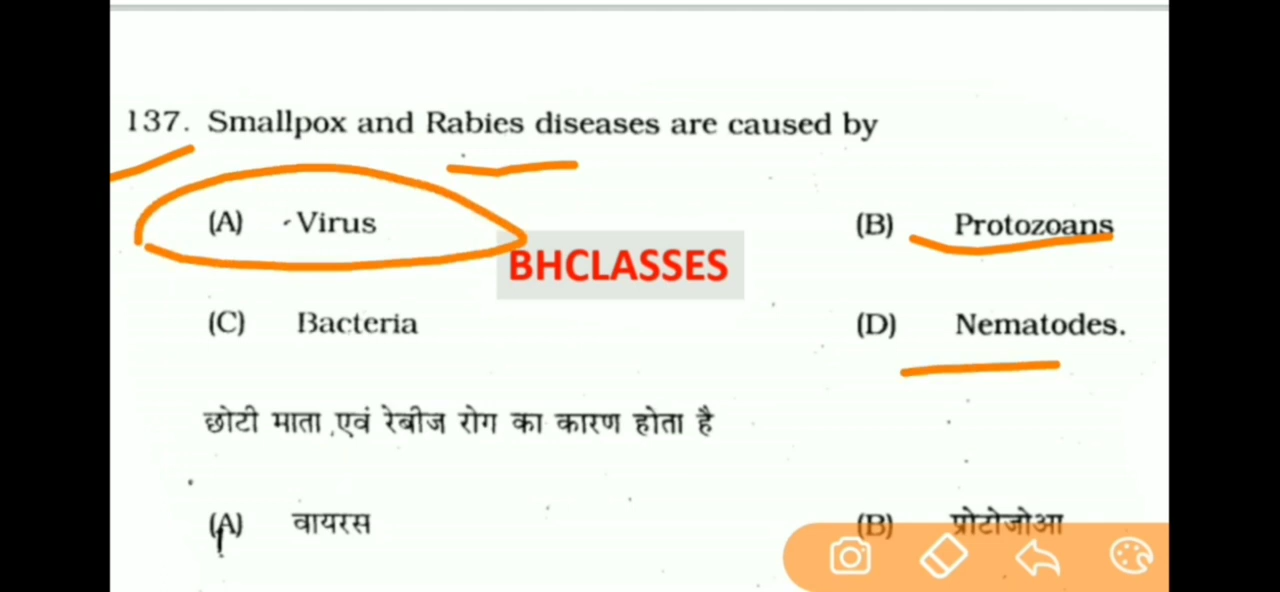 137. Smallpox and Rabies diseases are caused by
(A) Virus (B) Protozoans
BHCLASSES
(C) Bacteria (D) Nematodes.
छोटी माता एवं रेबीज रोग का कारण होता है
(A) वायरस (B) प्रोटोजोआ